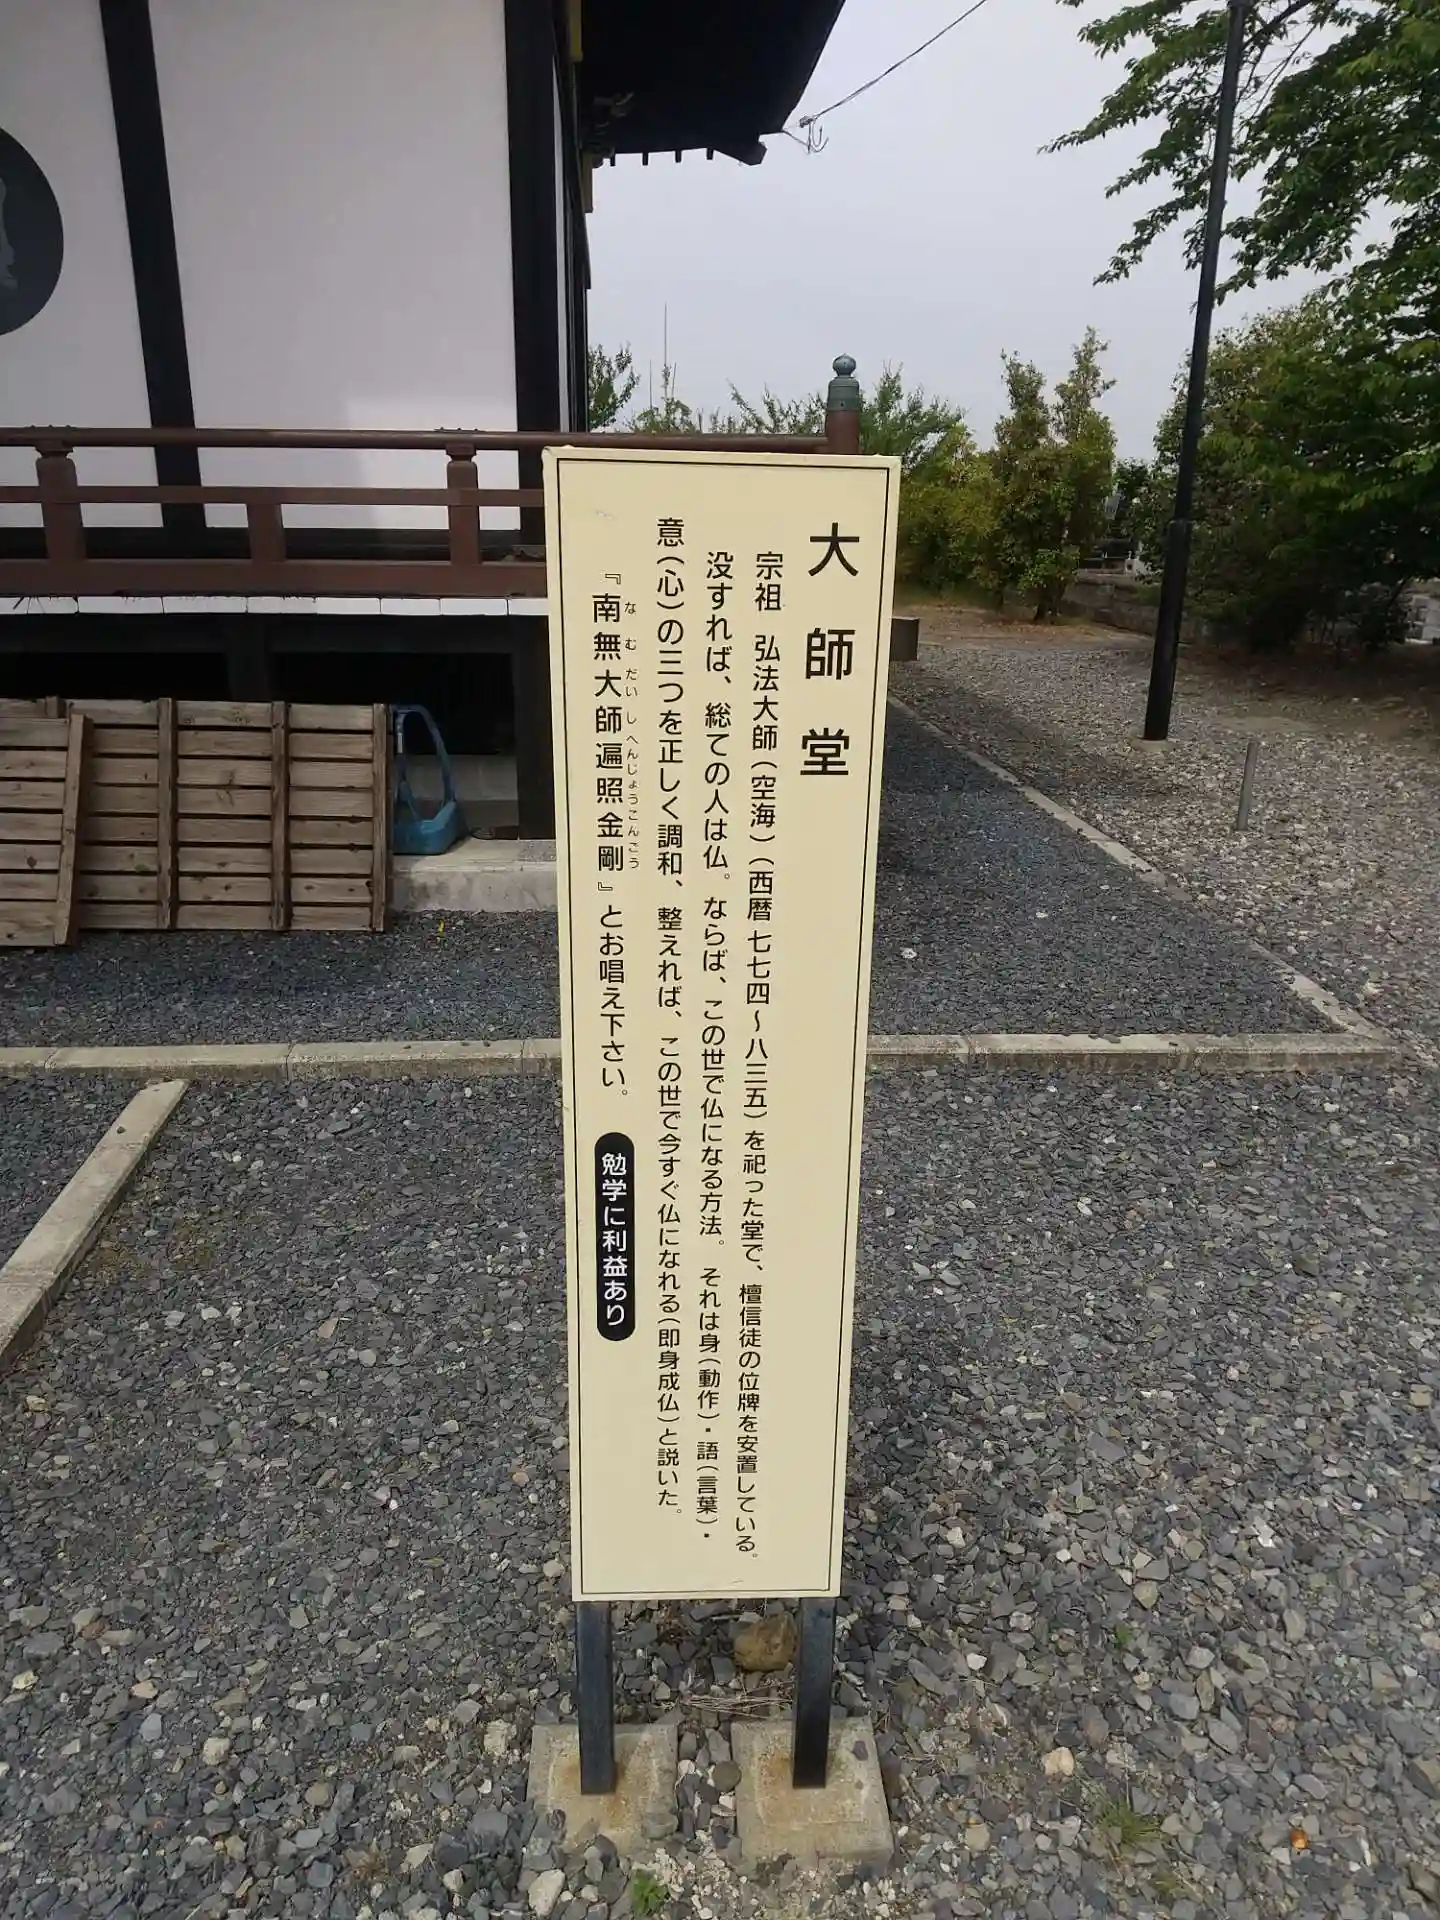 大師堂
宗祖 弘法大師(空海)(西暦七七四~八三五)を祀った堂で、檀信徒の位牌を安置している。
没すれば、総ての人は仏。ならば、この世で仏になる方法。それは身(動作)・語(言葉)・
意(心)の三つを正しく調和、整えれば、この世で今すぐ仏になれる(即身成仏)と説いた。
『南無大師遍照金剛』とお唱え下さい。 勉学に利益あり
なむだいしへんじょうこんごう